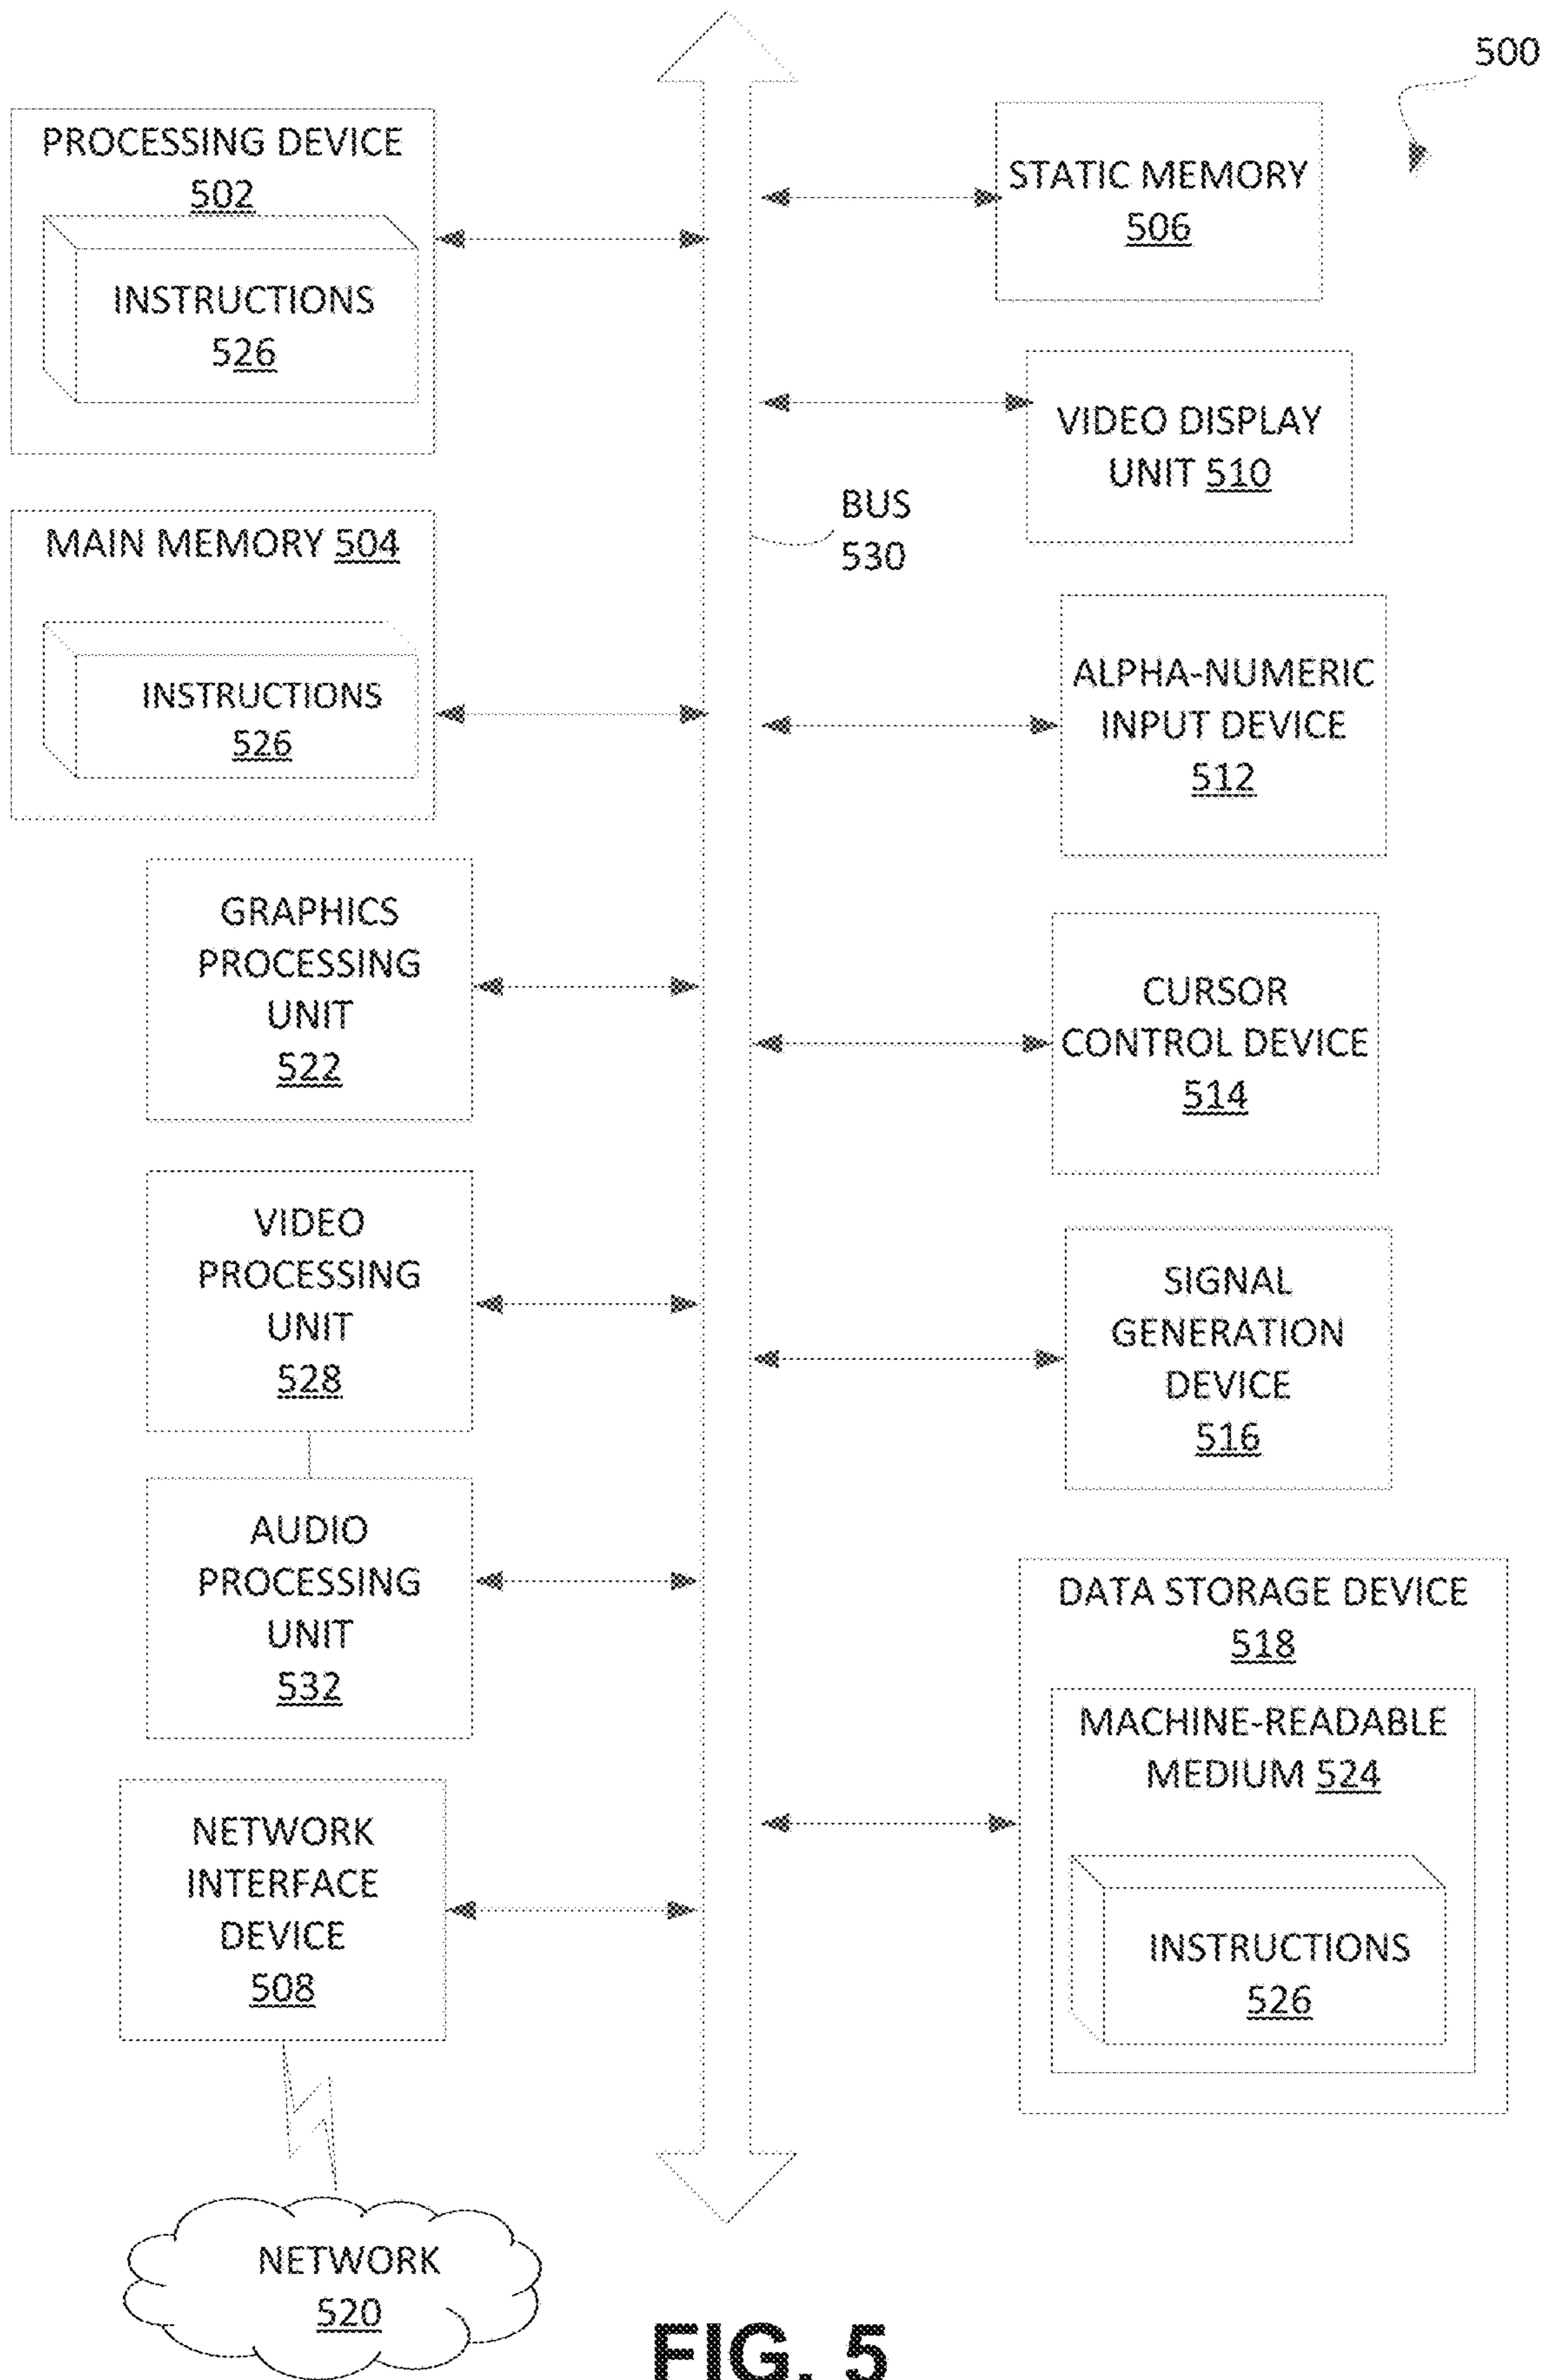 500
PROCESSING DEVICE
502
INSTRUCTIONS
526
MAIN MEMORY 504
INSTRUCTIONS
526
GRAPHICS
PROCESSING
UNIT
522
VIDEO
PROCESSING
UNIT
528
AUDIO
PROCESSING
UNIT
532
NETWORK
INTERFACE
DEVICE
508
NETWORK
520
BUS
530
STATIC MEMORY
506
VIDEO DISPLAY
UNIT 510
ALPHA-NUMERIC
INPUT DEVICE
512
CURSOR
CONTROL DEVICE
514
SIGNAL
GENERATION
DEVICE
516
DATA STORAGE DEVICE
518
MACHINE-READABLE
MEDIUM 524
INSTRUCTIONS
526
FIG. 5